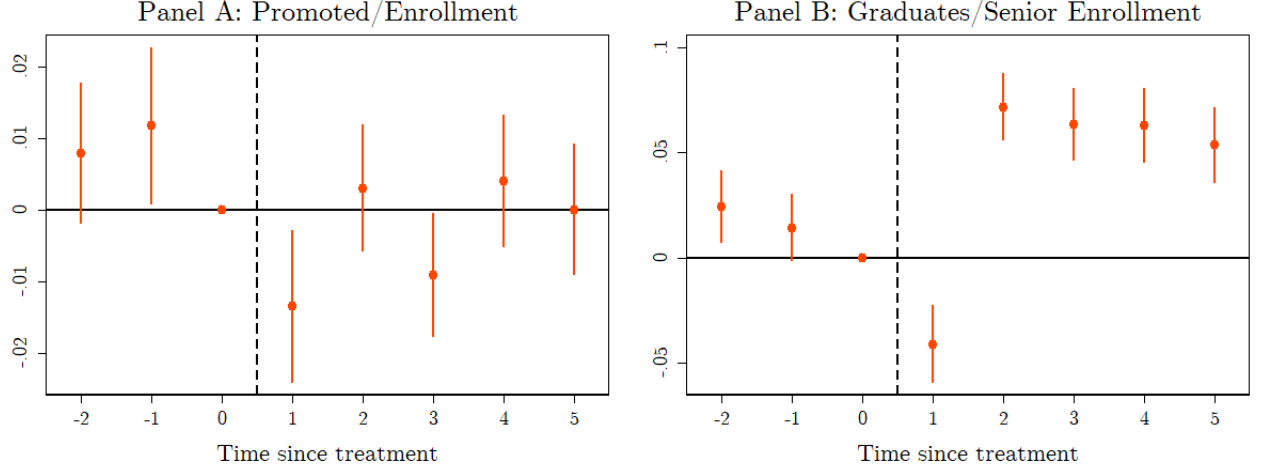 Panel A: Promoted/Enrollment
.02
.01
0
-.01
-.02
-2 -1 0 1 2 3 4 5
Time since treatment
Panel B: Graduates/Senior Enrollment
.1
.05
0
-.05
-2 -1 0 1 2 3 4 5
Time since treatment